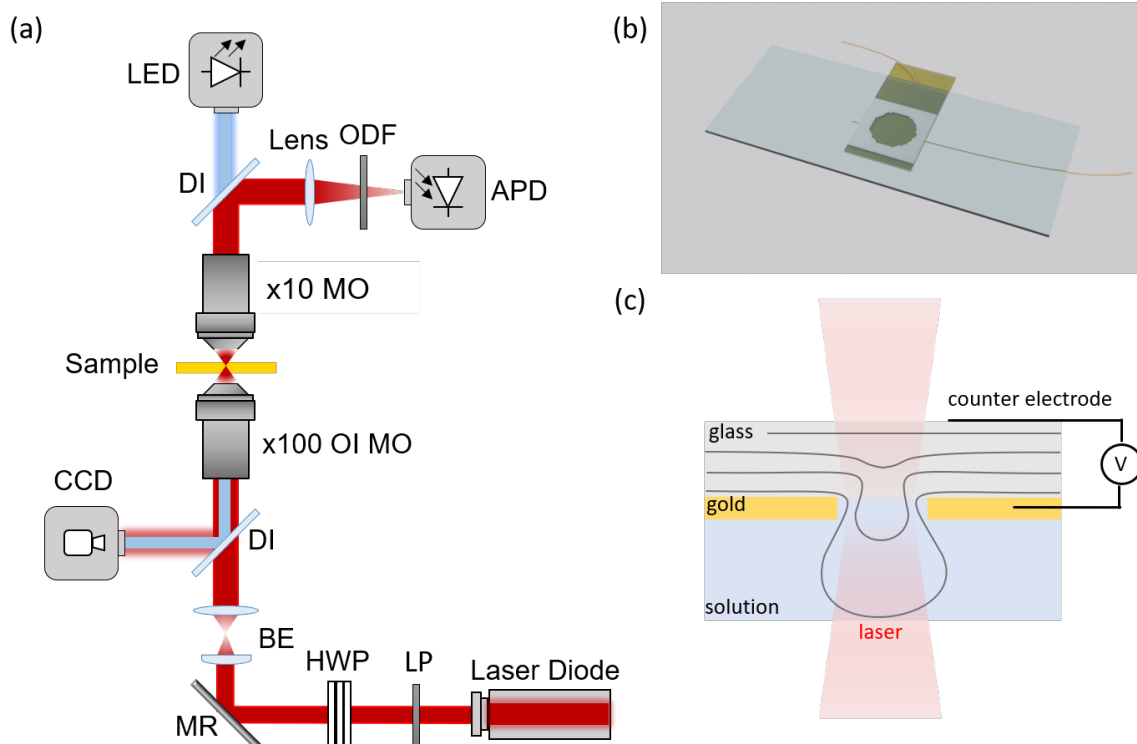 (a)
LED
Lens
ODF
DI
APD
x10 MO
Sample
x100 OI MO
CCD
DI
BE
HWP
LP
Laser Diode
MR
(b)
(c)
counter electrode
glass
V
gold
solution
laser